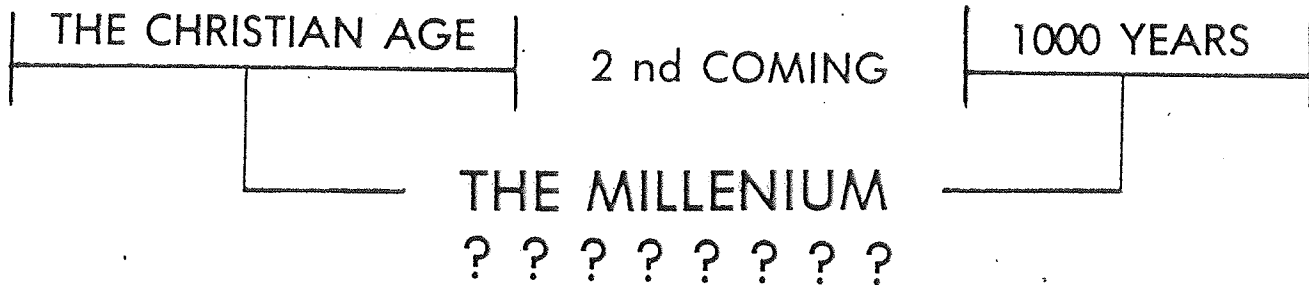 THE CHRISTIAN AGE
2 nd COMING
1000 YEARS
THE MILLENIUM
? ? ? ? ? ? ? ?